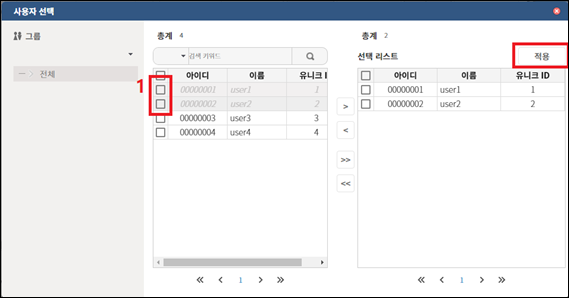 사용자 선택
그룹
전체
총계 4
검색 키워드
아이디 이름 유니크 I
00000001 user1 1
00000002 user2 2
00000003 user3 3
00000004 user4 4
1
> 
<
>>
<<
« < 1 > »
총계 2
선택 리스트 적용
아이디 이름 유니크 ID
00000001 user1 1
00000002 user2 2
« < 1 > »